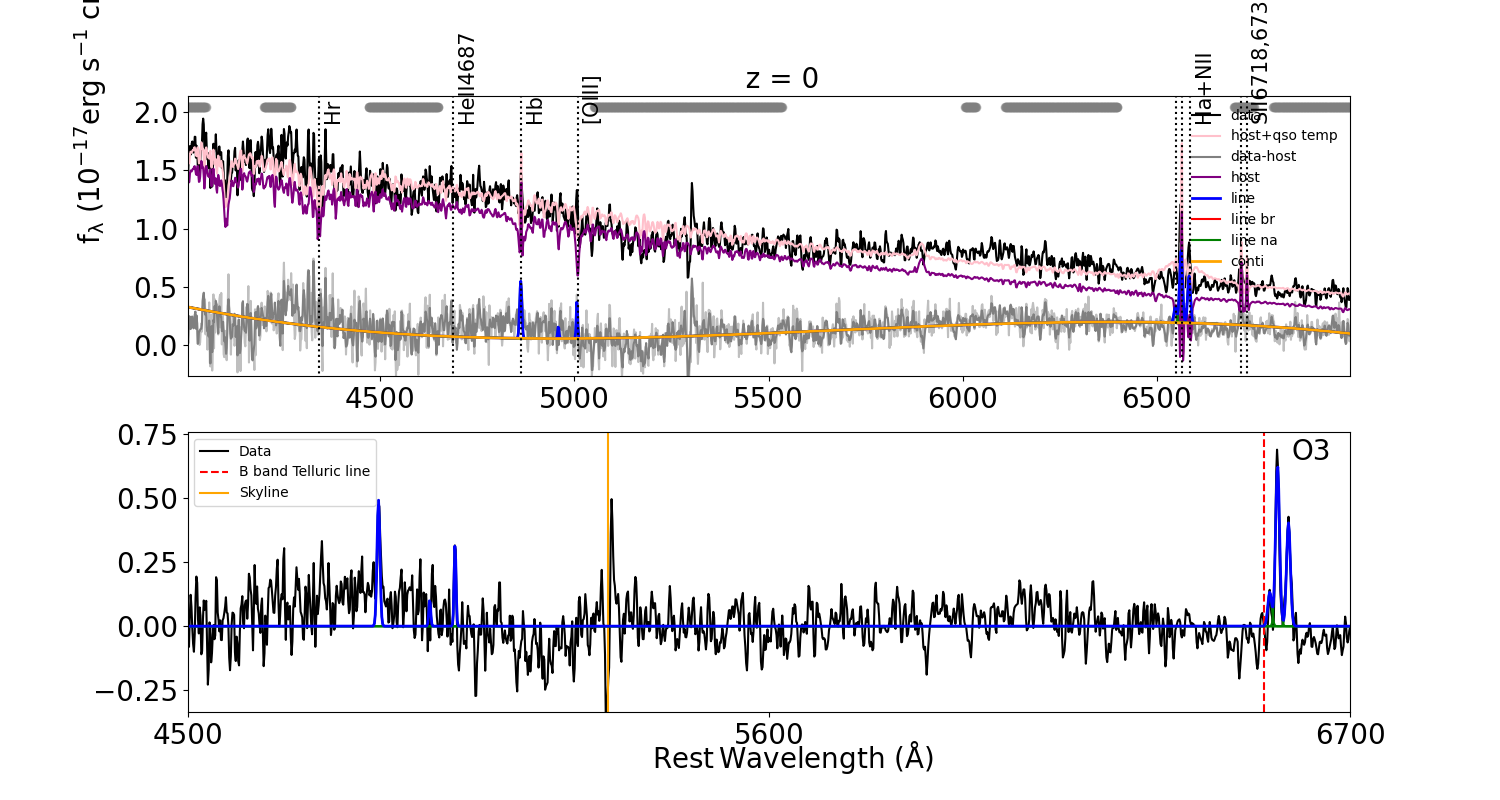 z = 0
fλ (10⁻¹⁷erg s⁻¹
Hr
HeII4687
Hb
[OIII]
Ha+NII
SII6718,673
data
host+qso temp
data-host
host
line
line br
line na
conti
2.0
1.5
1.0
0.5
0.0
4500 5000 5500 6000 6500
O3
Data
B band Telluric line
Skyline
0.75
0.50
0.25
0.00
−0.25
4500 5600 6700
Rest Wavelength (Å)